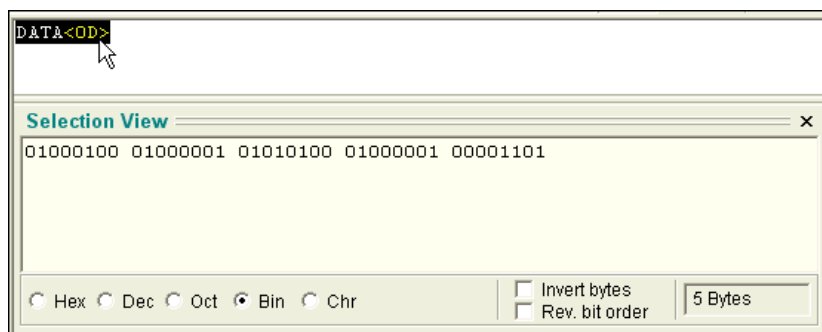 DATA<0D>
Selection View ×
01000100 01000001 01010100 01000001 00001101
Hex Dec Oct Bin Chr
Invert bytes
Rev. bit order
5 Bytes